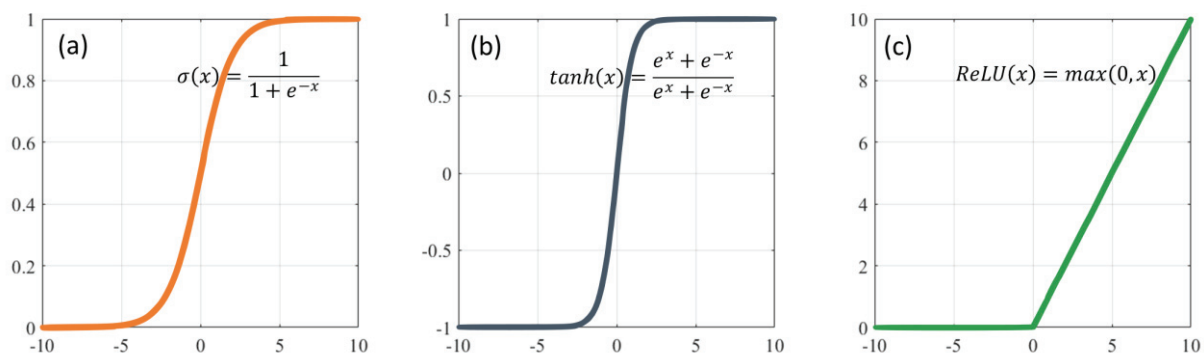 (a)
σ(x) = 1 / (1 + e^{-x})
1
0.8
0.6
0.4
0.2
0
-10 -5 0 5 10
(b)
tanh(x) = (e^x + e^{-x}) / (e^x + e^{-x})
1
0.5
0
-0.5
-1
-10 -5 0 5 10
(c)
ReLU(x) = max(0, x)
10
8
6
4
2
0
-10 -5 0 5 10